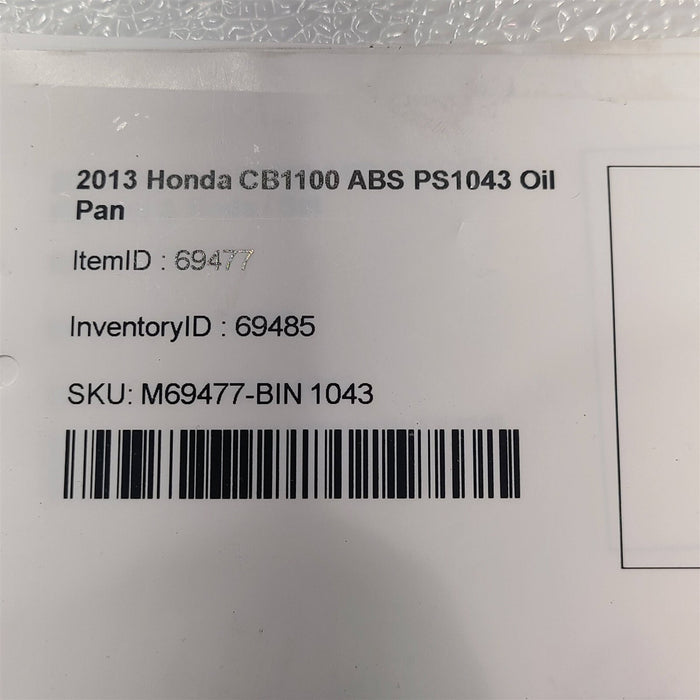 2013 Honda CB1100 ABS PS1043 Oil
Pan
ItemID : 69477
InventoryID : 69485
SKU: M69477-BIN 1043